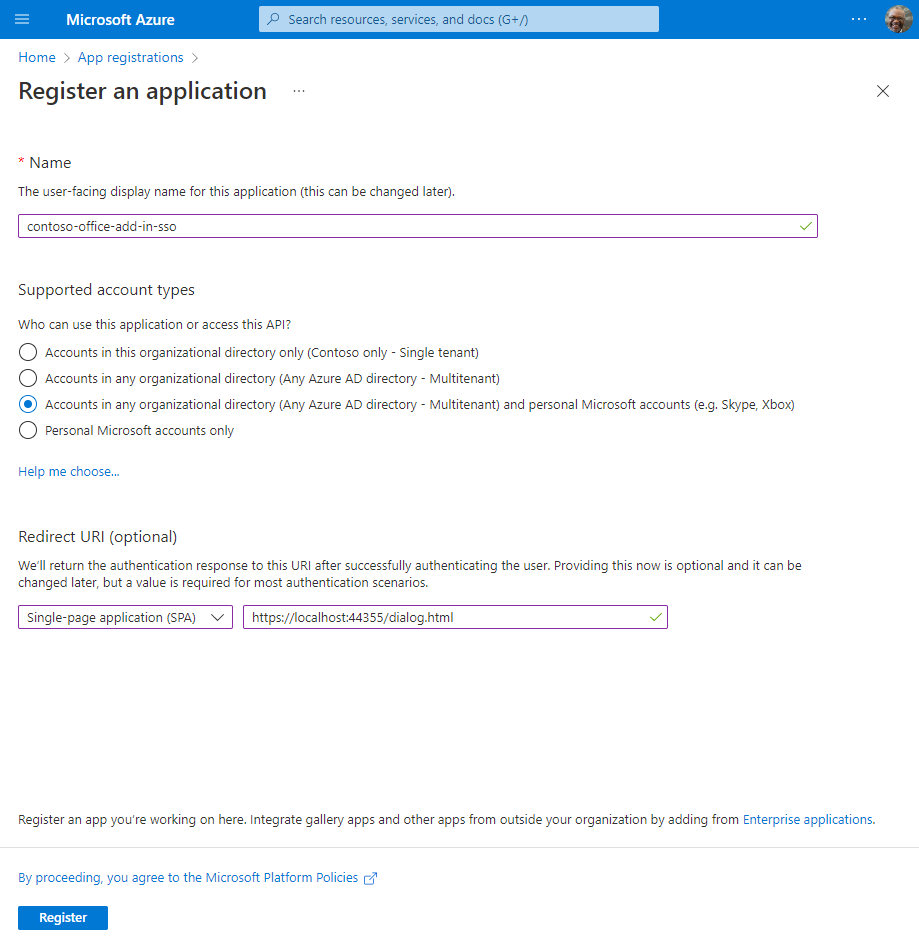 Microsoft Azure
Search resources, services, and docs (G+/)
...
Home > App registrations >
Register an application ...
* Name
The user-facing display name for this application (this can be changed later).
contoso-office-add-in-sso
Supported account types
Who can use this application or access this API?
Accounts in this organizational directory only (Contoso only - Single tenant)
Accounts in any organizational directory (Any Azure AD directory - Multitenant)
Accounts in any organizational directory (Any Azure AD directory - Multitenant) and personal Microsoft accounts (e.g. Skype, Xbox)
Personal Microsoft accounts only
Help me choose...
Redirect URI (optional)
We'll return the authentication response to this URI after successfully authenticating the user. Providing this now is optional and it can be
changed later, but a value is required for most authentication scenarios.
Single-page application (SPA)
https://localhost:44355/dialog.html
Register an app you're working on here. Integrate gallery apps and other apps from outside your organization by adding from Enterprise applications.
By proceeding, you agree to the Microsoft Platform Policies
Register